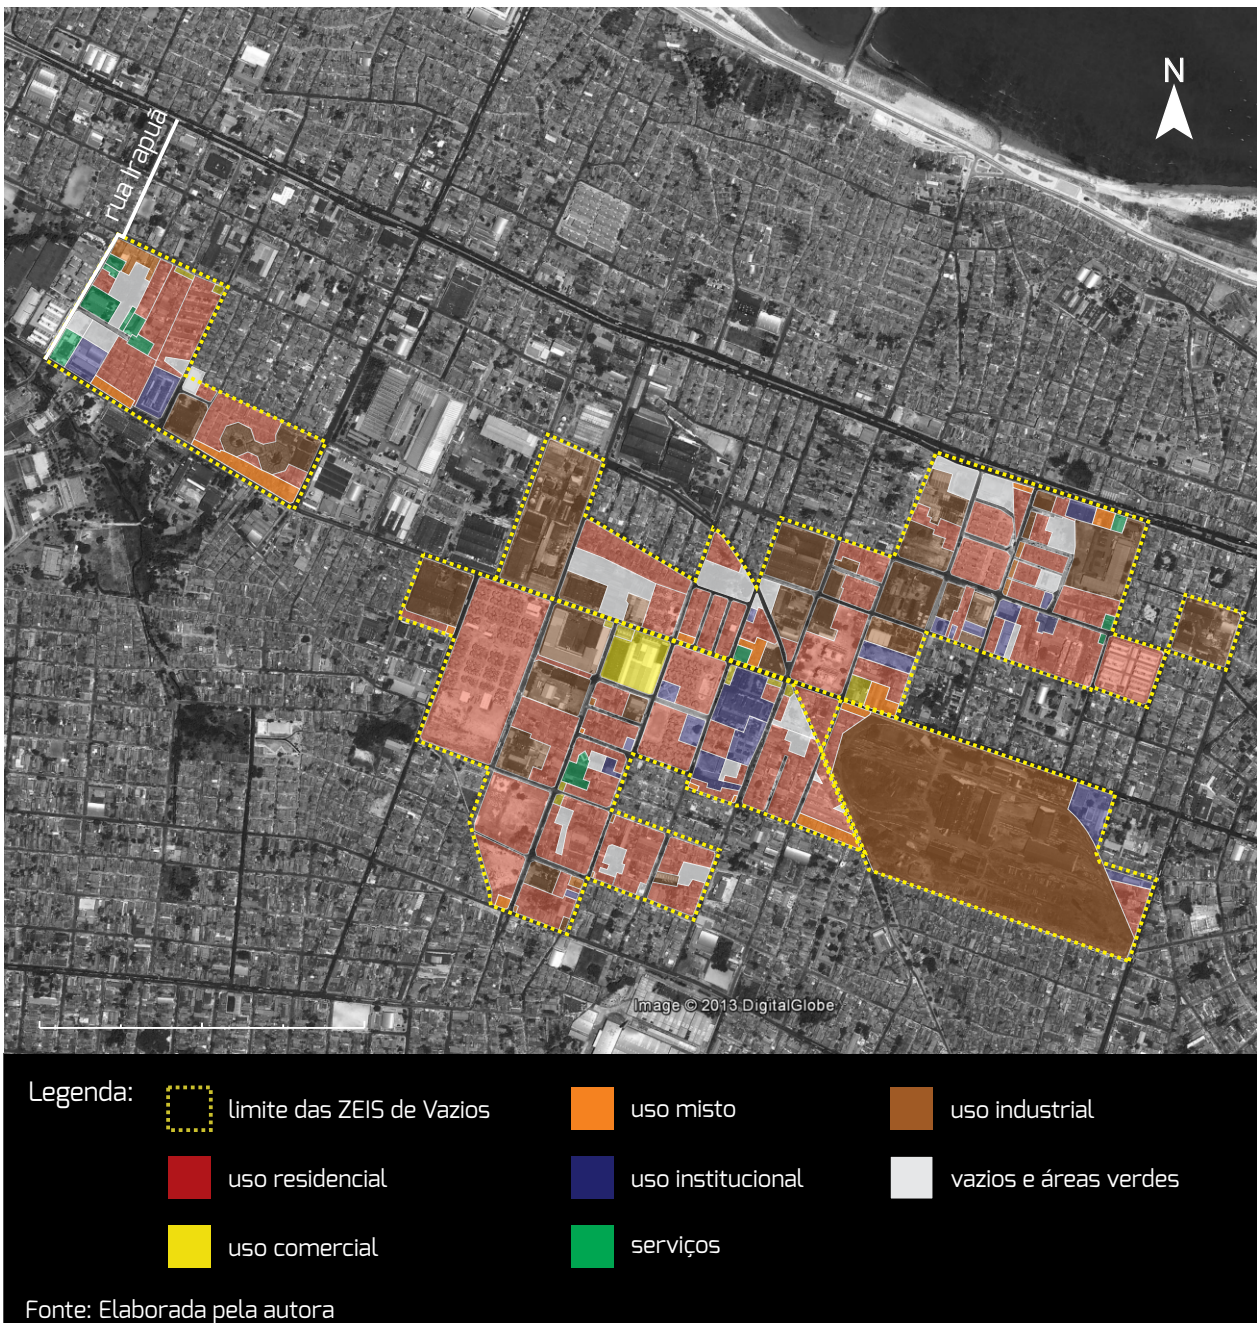 N
rua Irapuã
Image © 2013 DigitalGlobe
Legenda:
limite das ZEIS de Vazios
uso misto
uso industrial
uso residencial
uso institucional
vazios e áreas verdes
uso comercial
serviços
Fonte: Elaborada pela autora